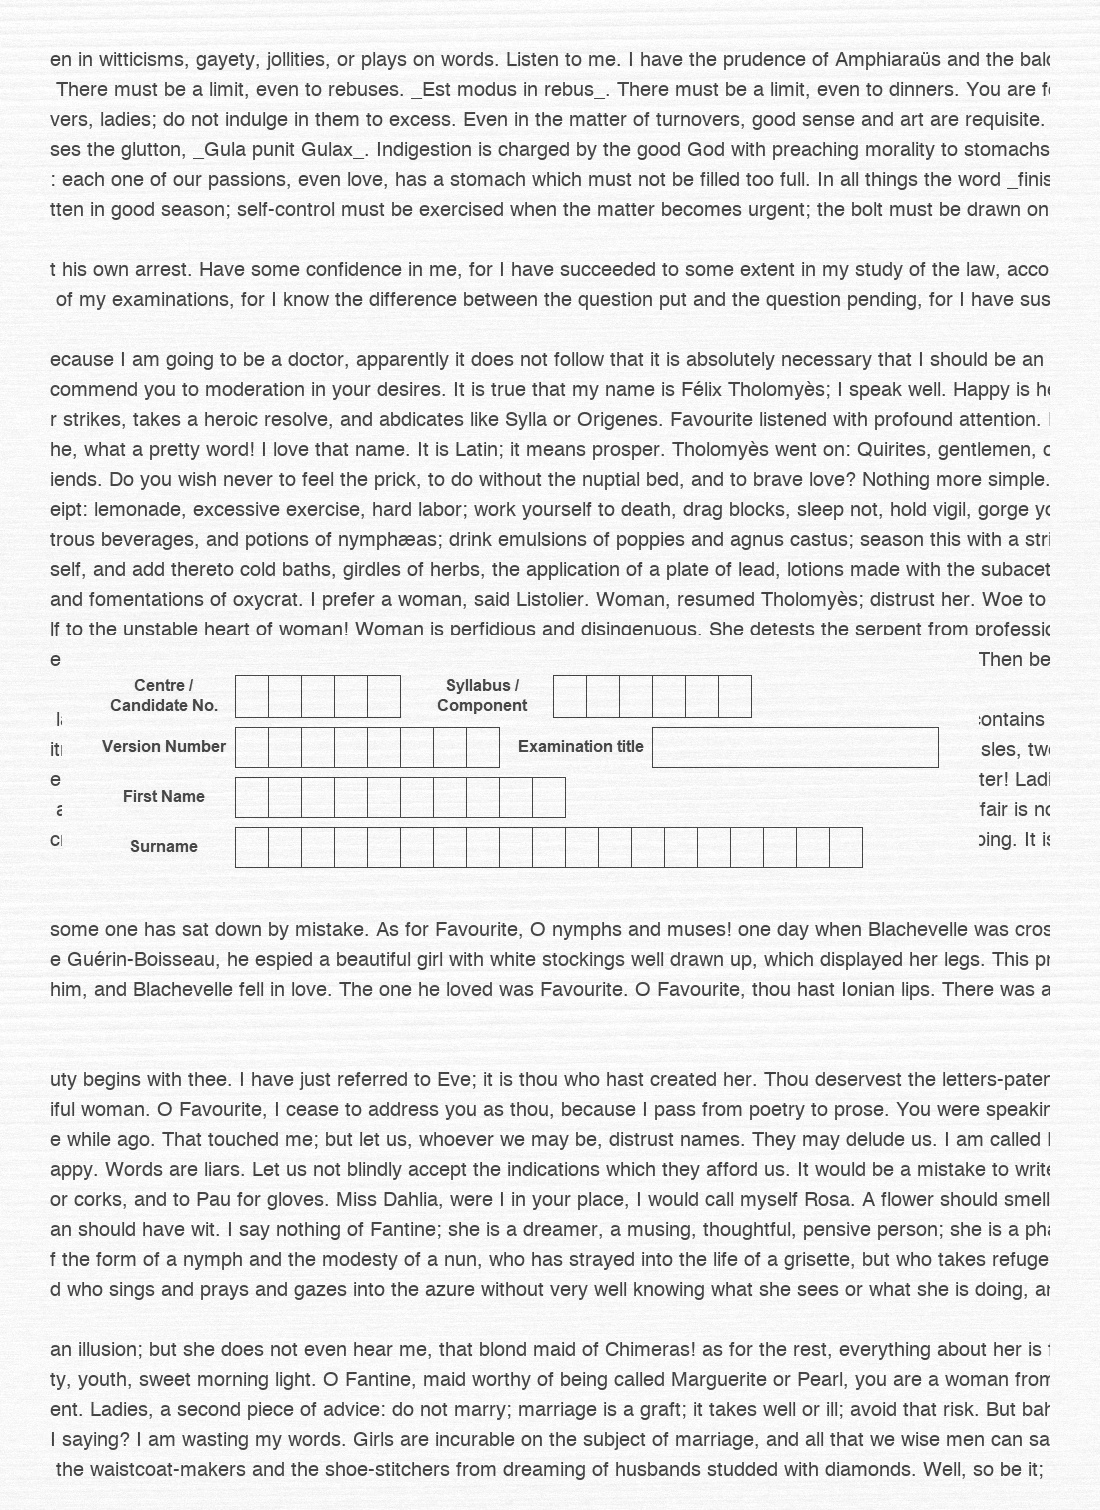 en in witticisms, gayety, jollities, or plays on words. Listen to me. I have the prudence of Amphiaraüs and the
There must be a limit, even to rebuses. _Est modus in rebus_. There must be a limit, even to dinners. You are
vers, ladies; do not indulge in them to excess. Even in the matter of turnovers, good sense and art are requisite.
ses the glutton, _Gula punit Gulax_. Indigestion is charged by the good God with preaching morality to stomachs
: each one of our passions, even love, has a stomach which must not be filled too full. In all things the word _finis
tten in good season; self-control must be exercised when the matter becomes urgent; the bolt must be drawn on
t his own arrest. Have some confidence in me, for I have succeeded to some extent in my study of the law, acco
of my examinations, for I know the difference between the question put and the question pending, for I have sus
ecause I am going to be a doctor, apparently it does not follow that it is absolutely necessary that I should be an
commend you to moderation in your desires. It is true that my name is Félix Tholomyès; I speak well. Happy is
r strikes, takes a heroic resolve, and abdicates like Sylla or Origenes. Favourite listened with profound attention.
he, what a pretty word! I love that name. It is Latin; it means prosper. Tholomyès went on: Quirites, gentlemen,
iends. Do you wish never to feel the prick, to do without the nuptial bed, and to brave love? Nothing more simple.
eipt: lemonade, excessive exercise, hard labor; work yourself to death, drag blocks, sleep not, hold vigil, gorge
trous beverages, and potions of nymphæas; drink emulsions of poppies and agnus castus; season this with a stri
self, and add thereto cold baths, girdles of herbs, the application of a plate of lead, lotions made with the subacet
and fomentations of oxycrat. I prefer a woman, said Listolier. Woman, resumed Tholomyès; distrust her. Woe to
lf to the unstable heart of woman! Woman is perfidious and disingenuous. She detests the serpent from professio
e Then be
Centre / Candidate No. Syllabus / Component
ontains
Version Number Examination title
sles,
e ter! Ladi
First Name
fair is
Surname
ping. It is
some one has sat down by mistake. As for Favourite, O nymphs and muses! one day when Blachevelle was cros
e Guérin-Boisseau, he espied a beautiful girl with white stockings well drawn up, which displayed her legs. This
him, and Blachevelle fell in love. The one he loved was Favourite. O Favourite, thou hast Ionian lips. There was a
uty begins with thee. I have just referred to Eve; it is thou who hast created her. Thou deservest the letters-paten
iful woman. O Favourite, I cease to address you as thou, because I pass from poetry to prose. You were speakin
e while ago. That touched me; but let us, whoever we may be, distrust names. They may delude us. I am called
appy. Words are liars. Let us not blindly accept the indications which they afford us. It would be a mistake to write
or corks, and to Pau for gloves. Miss Dahlia, were I in your place, I would call myself Rosa. A flower should smell
an should have wit. I say nothing of Fantine; she is a dreamer, a musing, thoughtful, pensive person; she is a pha
f the form of a nymph and the modesty of a nun, who has strayed into the life of a grisette, but who takes refuge
d who sings and prays and gazes into the azure without very well knowing what she sees or what she is doing,
an illusion; but she does not even hear me, that blond maid of Chimeras! as for the rest, everything about her is
ty, youth, sweet morning light. O Fantine, maid worthy of being called Marguerite or Pearl, you are a woman from
ent. Ladies, a second piece of advice: do not marry; marriage is a graft; it takes well or ill; avoid that risk. But bah
I saying? I am wasting my words. Girls are incurable on the subject of marriage, and all that we wise men can sa
the waistcoat-makers and the shoe-stitchers from dreaming of husbands studded with diamonds. Well, so be it;